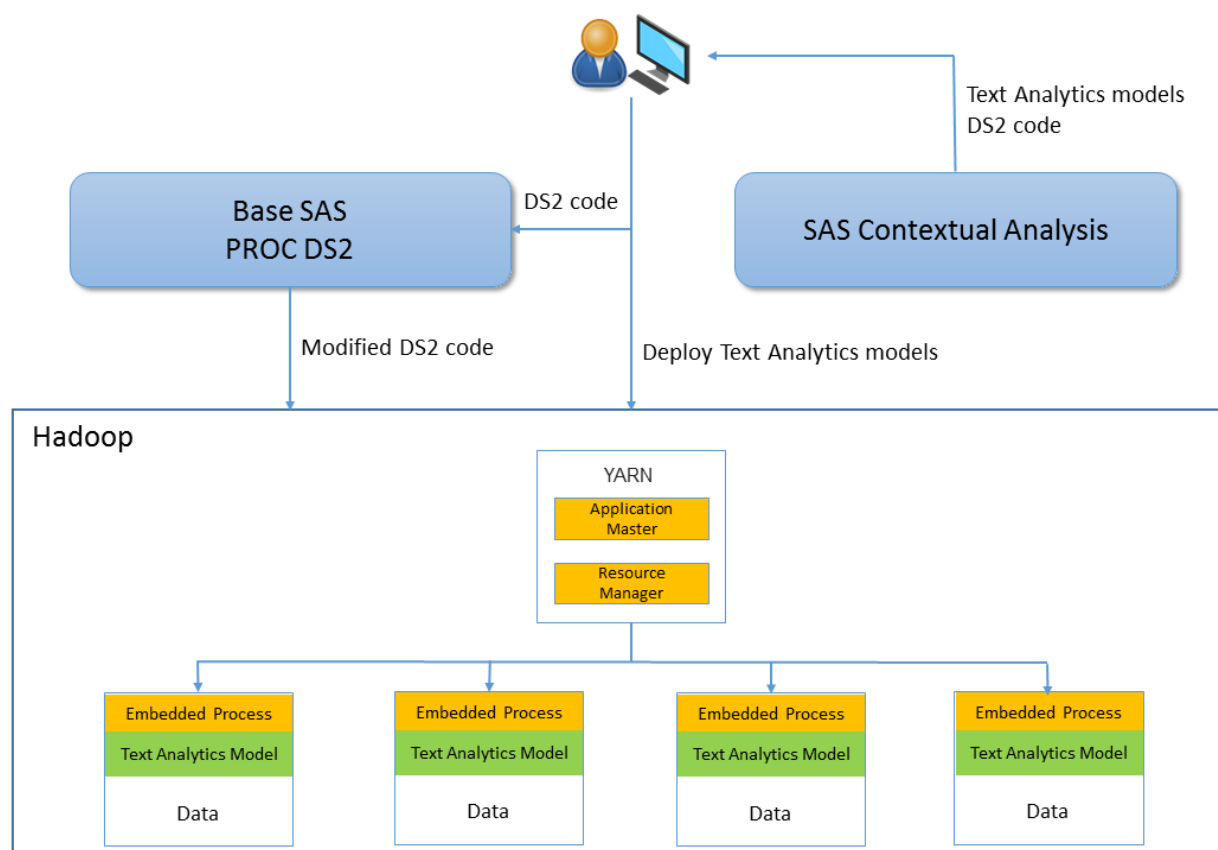 Text Analytics models
DS2 code
DS2 code
Base SAS
PROC DS2
SAS Contextual Analysis
Modified DS2 code
Deploy Text Analytics models
Hadoop
YARN
Application
Master
Resource
Manager
Embedded Process
Text Analytics Model
Data
Embedded Process
Text Analytics Model
Data
Embedded Process
Text Analytics Model
Data
Embedded Process
Text Analytics Model
Data